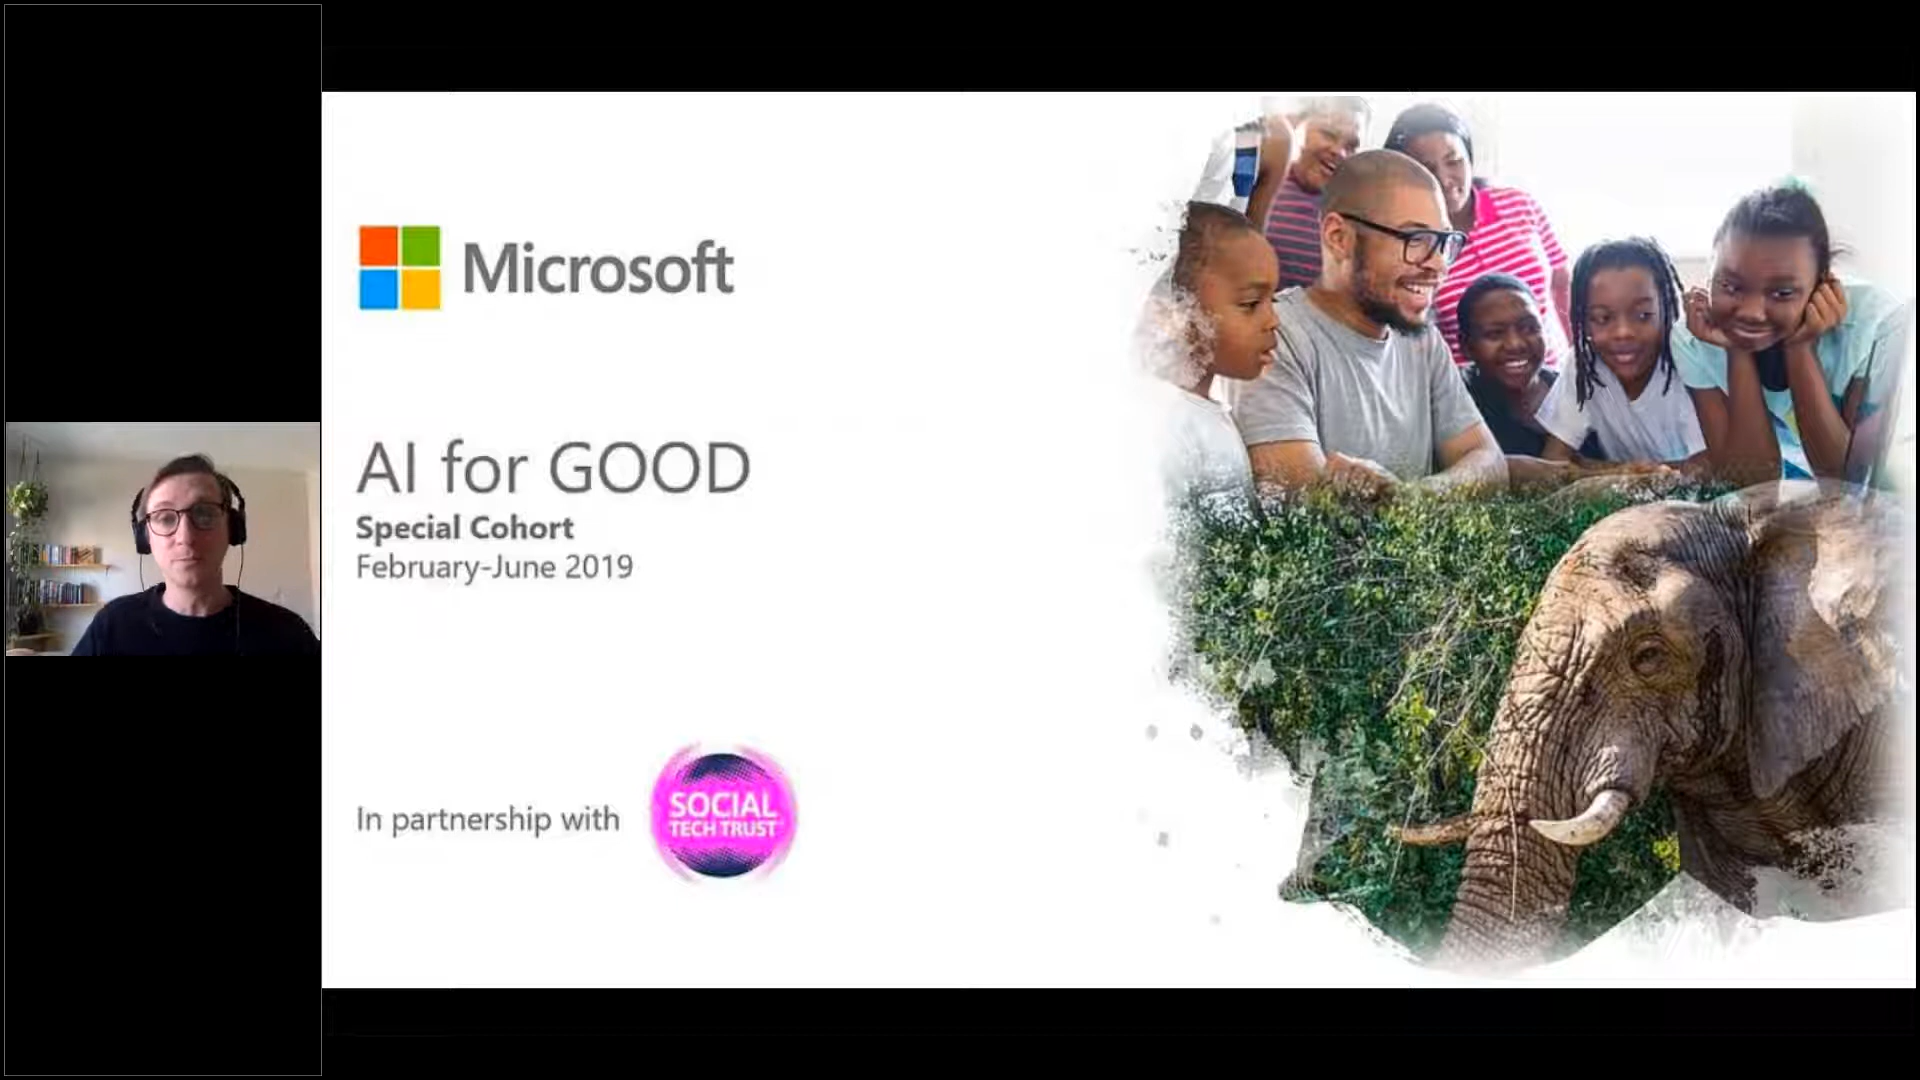 Microsoft
AI for GOOD
Special Cohort
February-June 2019
In partnership with
SOCIAL
TECH TRUST